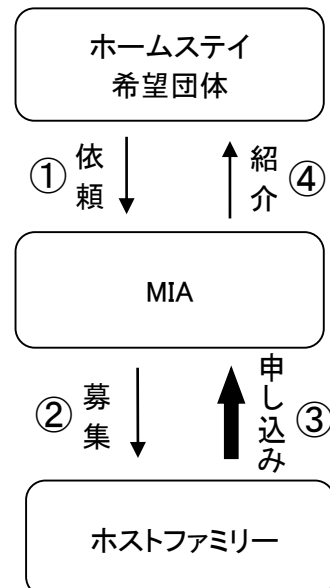 ホームステイ
希望団体
① 依頼
紹介 ④
MIA
② 募集
申し込み ③
ホストファミリー